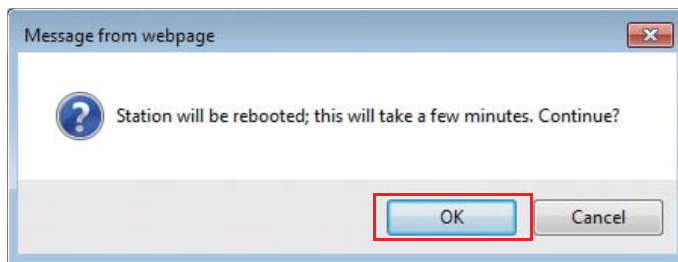 Message from webpage
Station will be rebooted; this will take a few minutes. Continue?
OK
Cancel